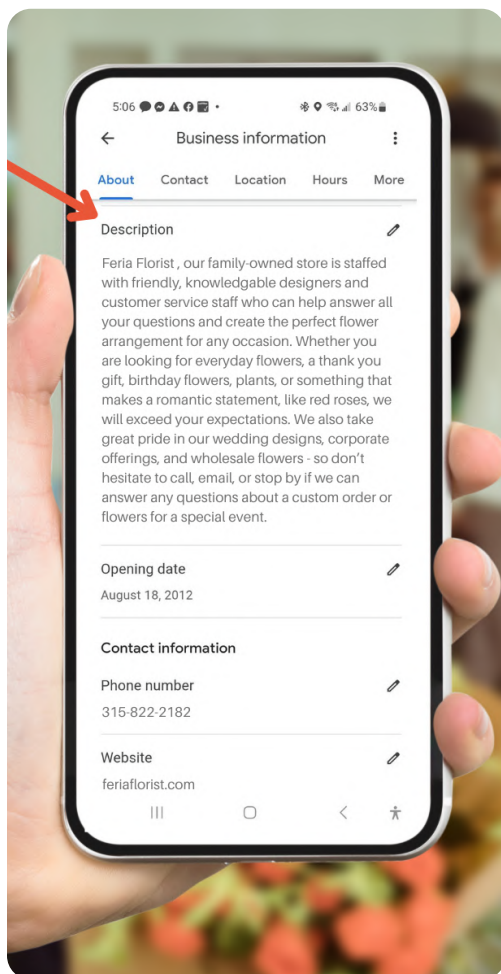 5:06
63%
Business information
About Contact Location Hours More
Description
Feria Florist , our family-owned store is staffed
with friendly, knowledgable designers and
customer service staff who can help answer all
your questions and create the perfect flower
arrangement for any occasion. Whether you
are looking for everyday flowers, a thank you
gift, birthday flowers, plants, or something that
makes a romantic statement, like red roses, we
will exceed your expectations. We also take
great pride in our wedding designs, corporate
offerings, and wholesale flowers - so don't
hesitate to call, email, or stop by if we can
answer any questions about a custom order or
flowers for a special event.
Opening date
August 18, 2012
Contact information
Phone number
315-822-2182
Website
feriaflorist.com